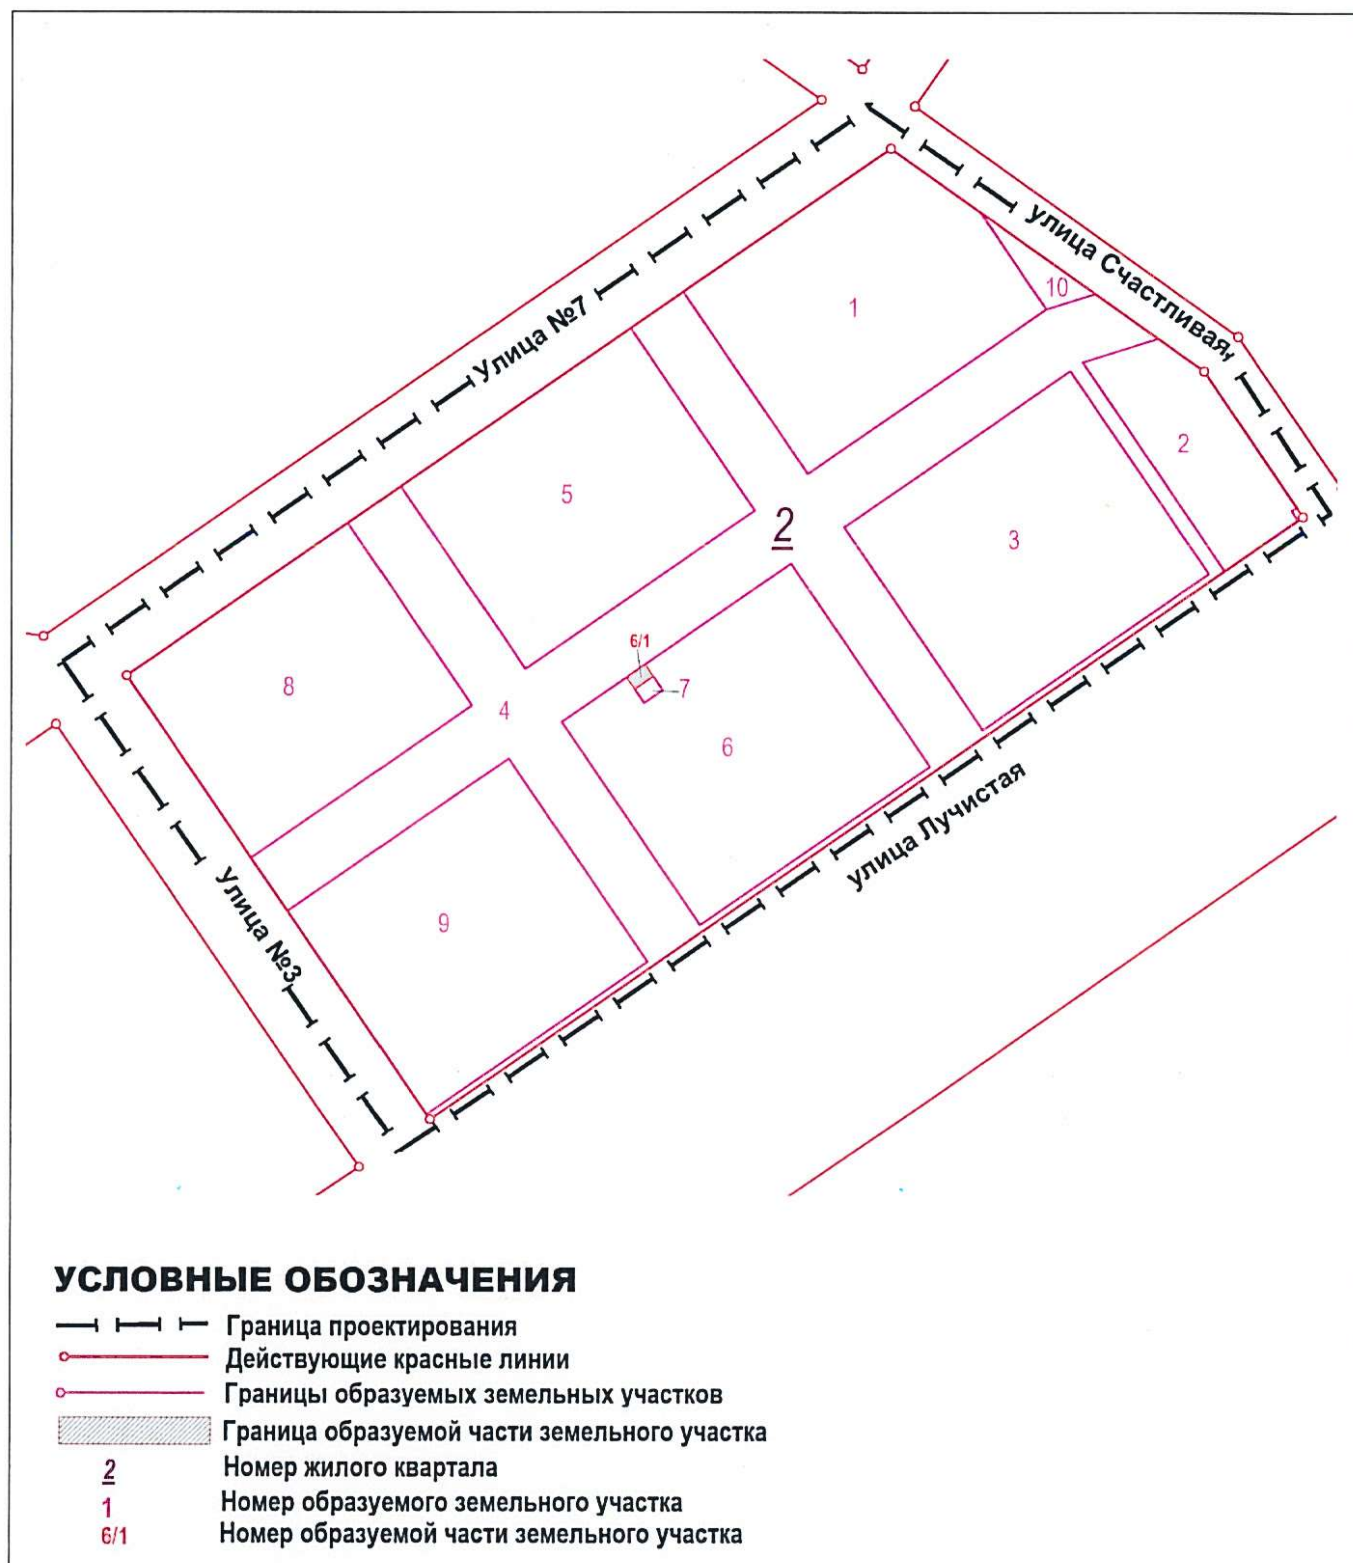 улица Счастливая,
Улица №7
10
1
2
5
2
3
6/1
7
8
4
6
улица Лучистая
Улица №3
9
УСЛОВНЫЕ ОБОЗНАЧЕНИЯ
Граница проектирования
Действующие красные линии
Границы образуемых земельных участков
Граница образуемой части земельного участка
2 Номер жилого квартала
1 Номер образуемого земельного участка
6/1 Номер образуемой части земельного участка